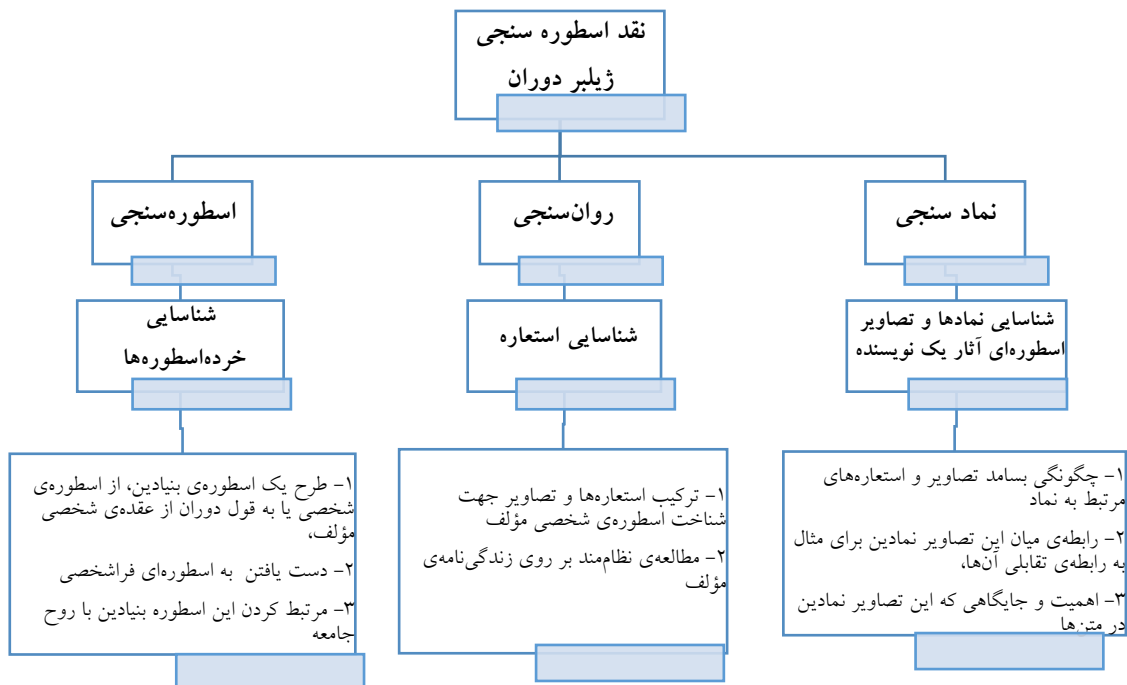 نقد اسطوره سنجی
ژیلبر دوران
نماد سنجی
روان‌سنجی
اسطوره‌سنجی
شناسایی نمادها و تصاویر
اسطوره‌ای آثار یک نویسنده
شناسایی استعاره
شناسایی
خرده‌اسطوره‌ها
۱- چگونگی بسامد تصاویر و استعاره‌های
مرتبط به نماد
۲- رابطه‌ی میان این تصاویر نمادین برای مثال
به رابطه‌ی تقابلی آن‌ها،
۳- اهمیت و جایگاهی که این تصاویر نمادین
در متن‌ها
۱- ترکیب استعاره‌ها و تصاویر جهت
شناخت اسطوره‌ی شخصی مؤلف
۲- مطالعه‌ی نظام‌مند بر روی زندگی‌نامه‌ی
مؤلف
۱- طرح یک اسطوره‌ی بنیادین، از اسطوره‌ی
شخصی یا به قول دوران از عقده‌ی شخصی
مؤلف،
۲- دست یافتن به اسطوره‌ای فراشخصی
۳- مرتبط کردن این اسطوره بنیادین با روح
جامعه